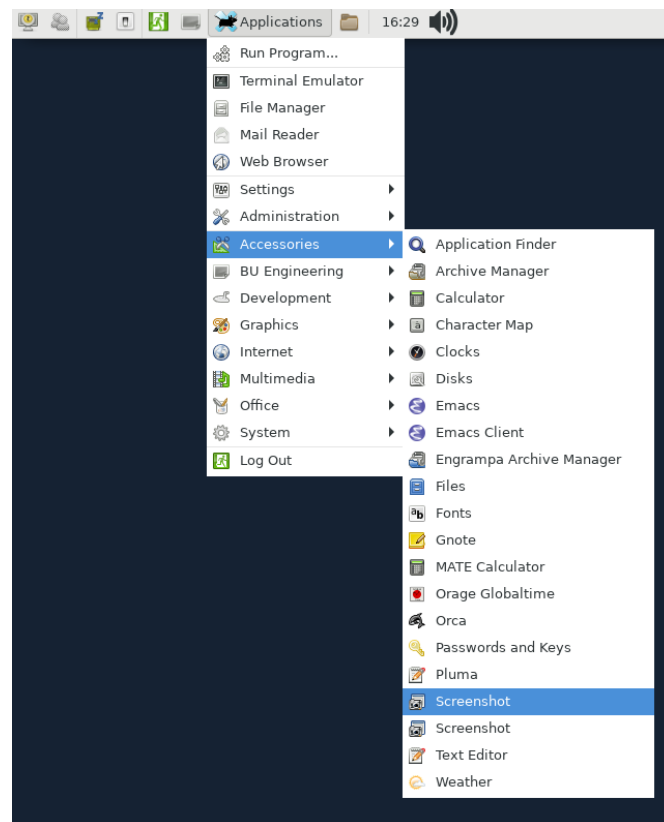 Applications 16:29
Run Program...
Terminal Emulator
File Manager
Mail Reader
Web Browser
Settings
Administration
Accessories
BU Engineering
Development
Graphics
Internet
Multimedia
Office
System
Log Out
Application Finder
Archive Manager
Calculator
Character Map
Clocks
Disks
Emacs
Emacs Client
Engrampa Archive Manager
Files
Fonts
Gnote
MATE Calculator
Orage Globaltime
Orca
Passwords and Keys
Pluma
Screenshot
Screenshot
Text Editor
Weather